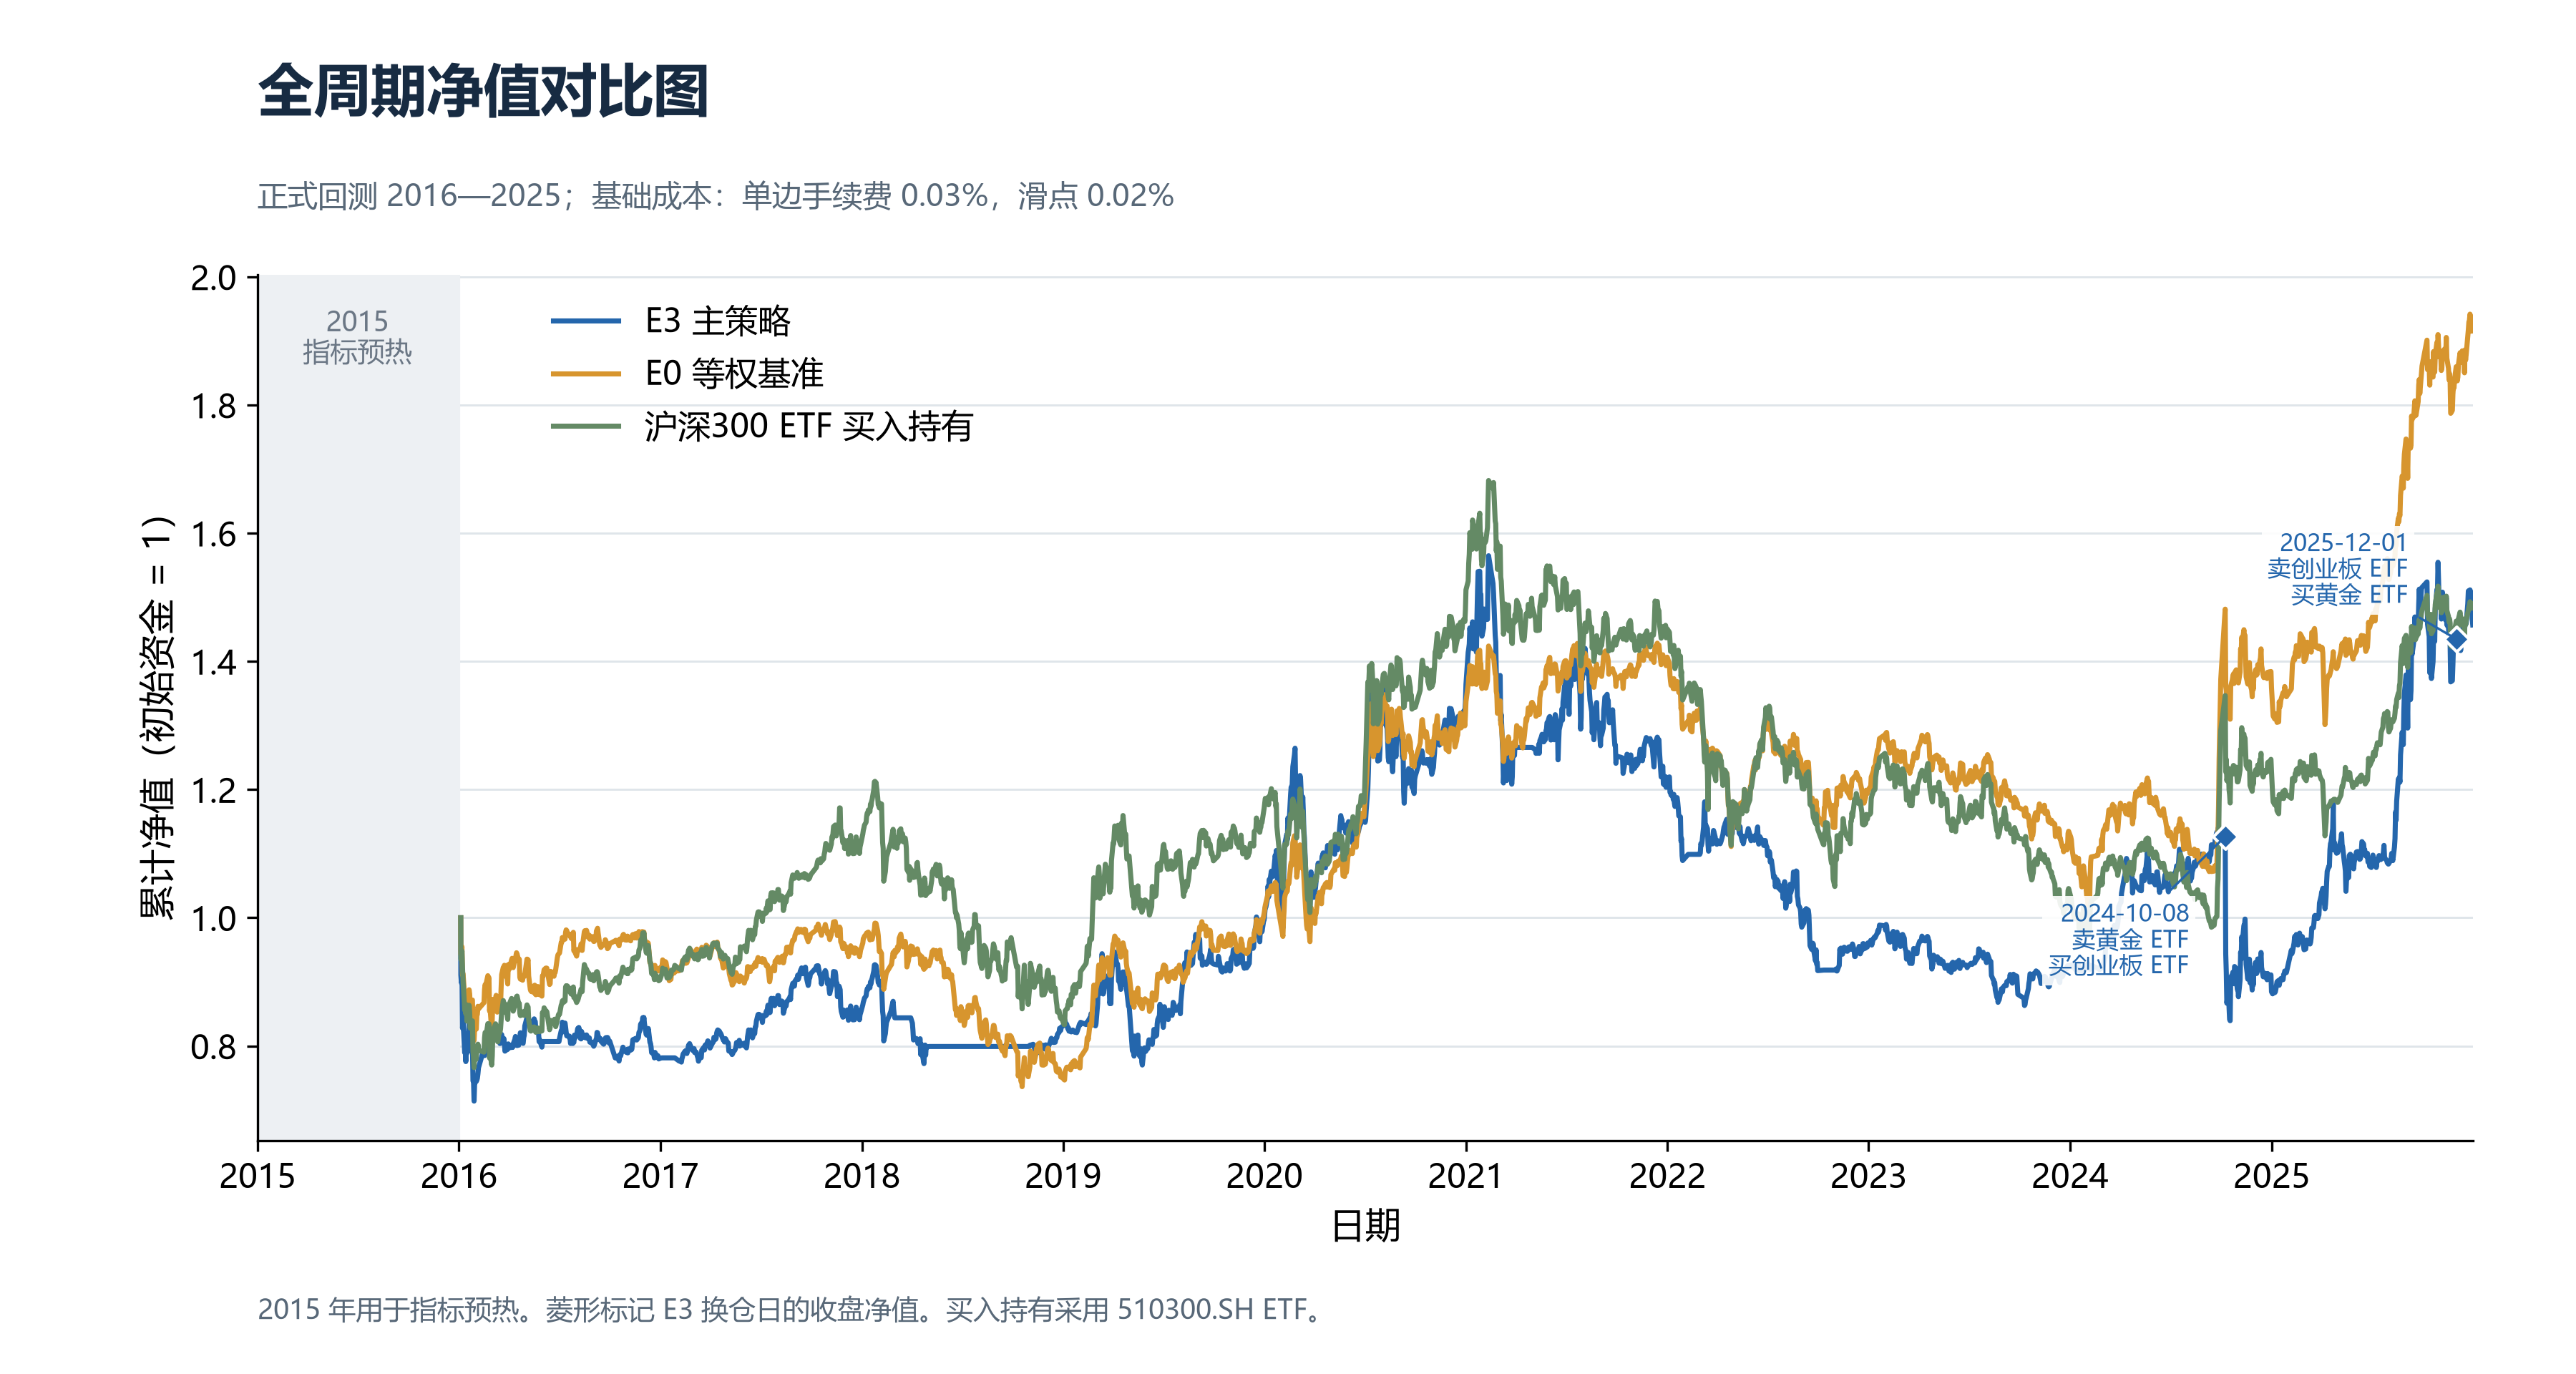 全周期净值对比图
正式回测 2016—2025；基础成本：单边手续费 0.03%，滑点 0.02%
累计净值（初始资金 = 1）
2.0
1.8
1.6
1.4
1.2
1.0
0.8
2015
指标预热
E3 主策略
E0 等权基准
沪深300 ETF 买入持有
2025-12-01
卖创业板 ETF
买黄金 ETF
2024-10-08
卖黄金 ETF
买创业板 ETF
2015
2016
2017
2018
2019
2020
2021
2022
2023
2024
2025
日期
2015 年用于指标预热。菱形标记 E3 换仓日的收盘净值。买入持有采用 510300.SH ETF。